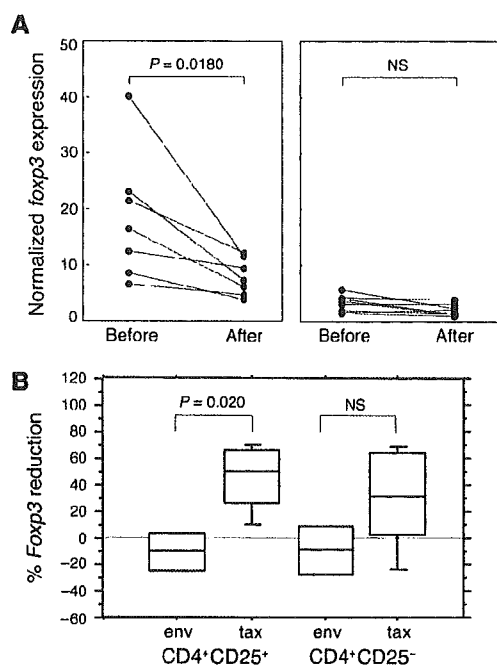 A
Normalized foxp3 expression
50
40
30
20
10
0
P = 0.0180
NS
Before After
Before After
B
% Foxp3 reduction
120
100
80
60
40
20
0
−20
−40
−60
P = 0.020
NS
env tax env tax
CD4+CD25+ CD4+CD25−